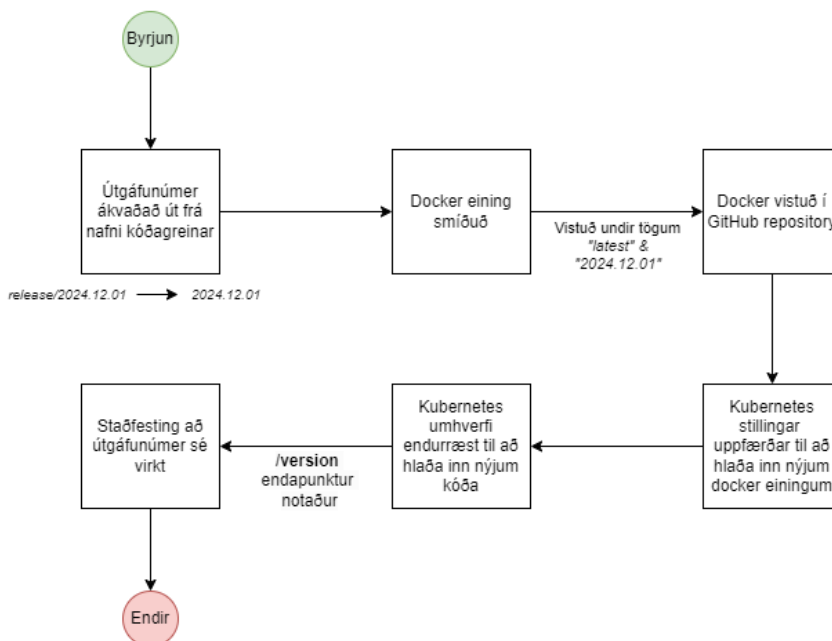 Byrjun
Útgáfunúmer
ákvaðað út frá
nafni kóðagreinar
release/2024.12.01
2024.12.01
Docker eining
smíðuð
Vistuð undir tögum
"latest" &
"2024.12.01"
Docker vistuð í
GitHub repository
Kubernetes
stillingar
uppfærðar til að
hlaða inn nýjum
docker einingum
Kubernetes
umhverfi
endurræst til að
hlaða inn nýjum
kóða
/version
endapunktur
notaður
Staðfesting að
útgáfunúmer sé
virkt
Endir